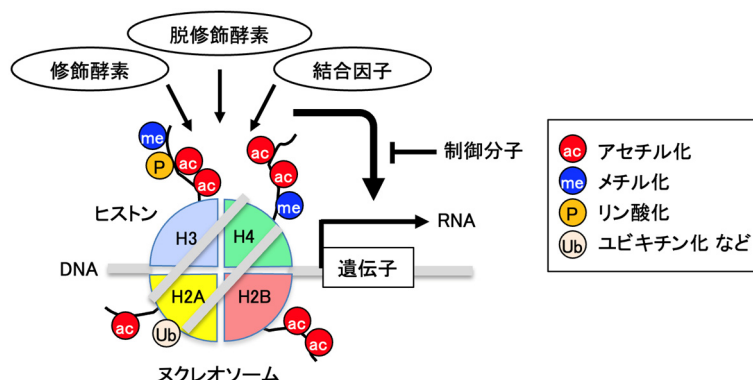 脱修飾酵素
修飾酵素
結合因子
me
P
ac
ac
ac
ac
me
制御分子
ヒストン
H3
H4
RNA
DNA
遺伝子
H2A
H2B
ac
Ub
ac
ac
ヌクレオソーム
ac アセチル化
me メチル化
P リン酸化
Ub ユビキチン化 など